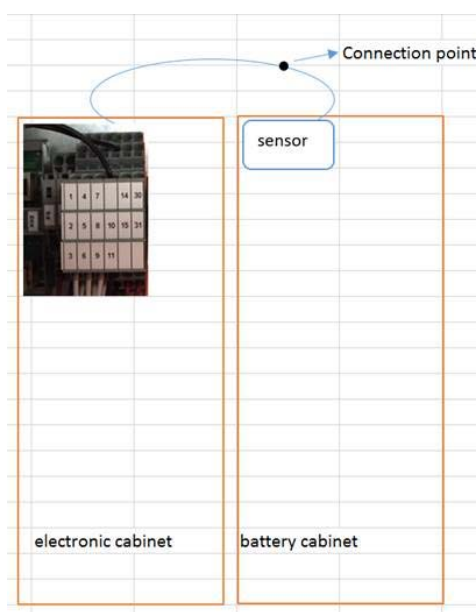 Connection point
sensor
1 4 7 14 30
2 5 8 10 15 31
3 6 9 11
electronic cabinet
battery cabinet